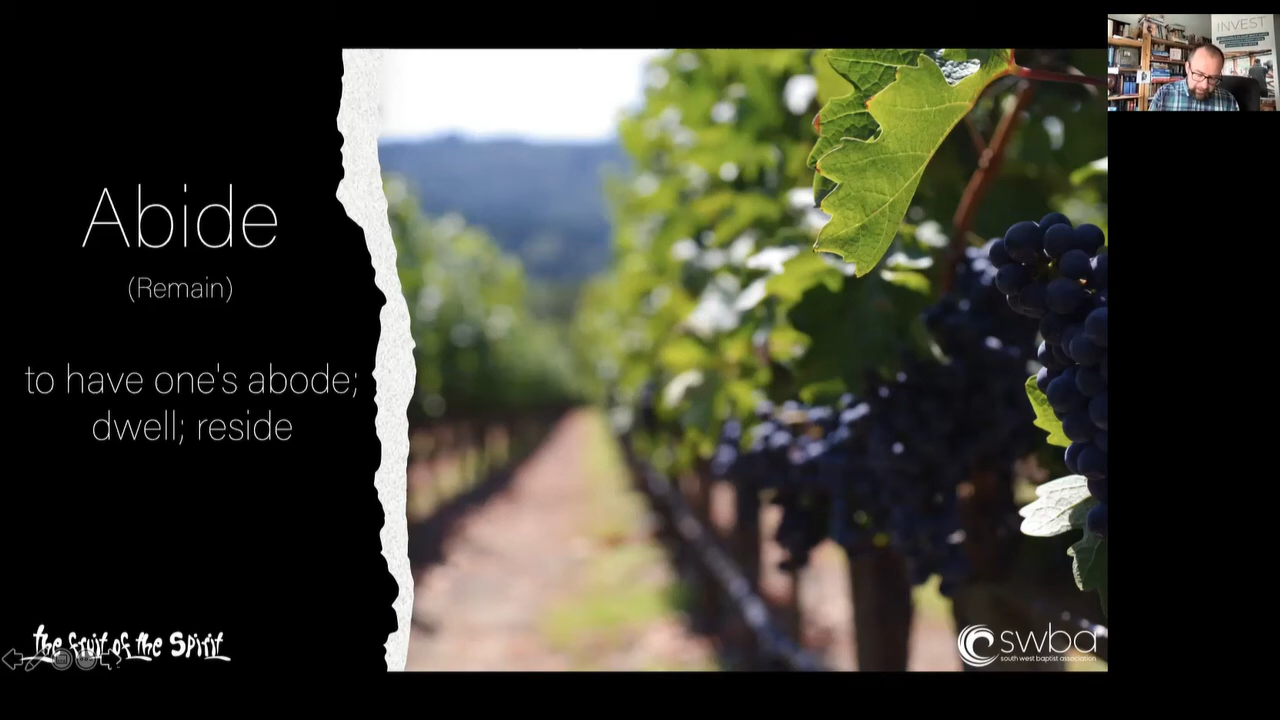 Abide
(Remain)
to have one's abode;
dwell; reside
the fruit of the Spirit
swba
south west baptist association
INVEST